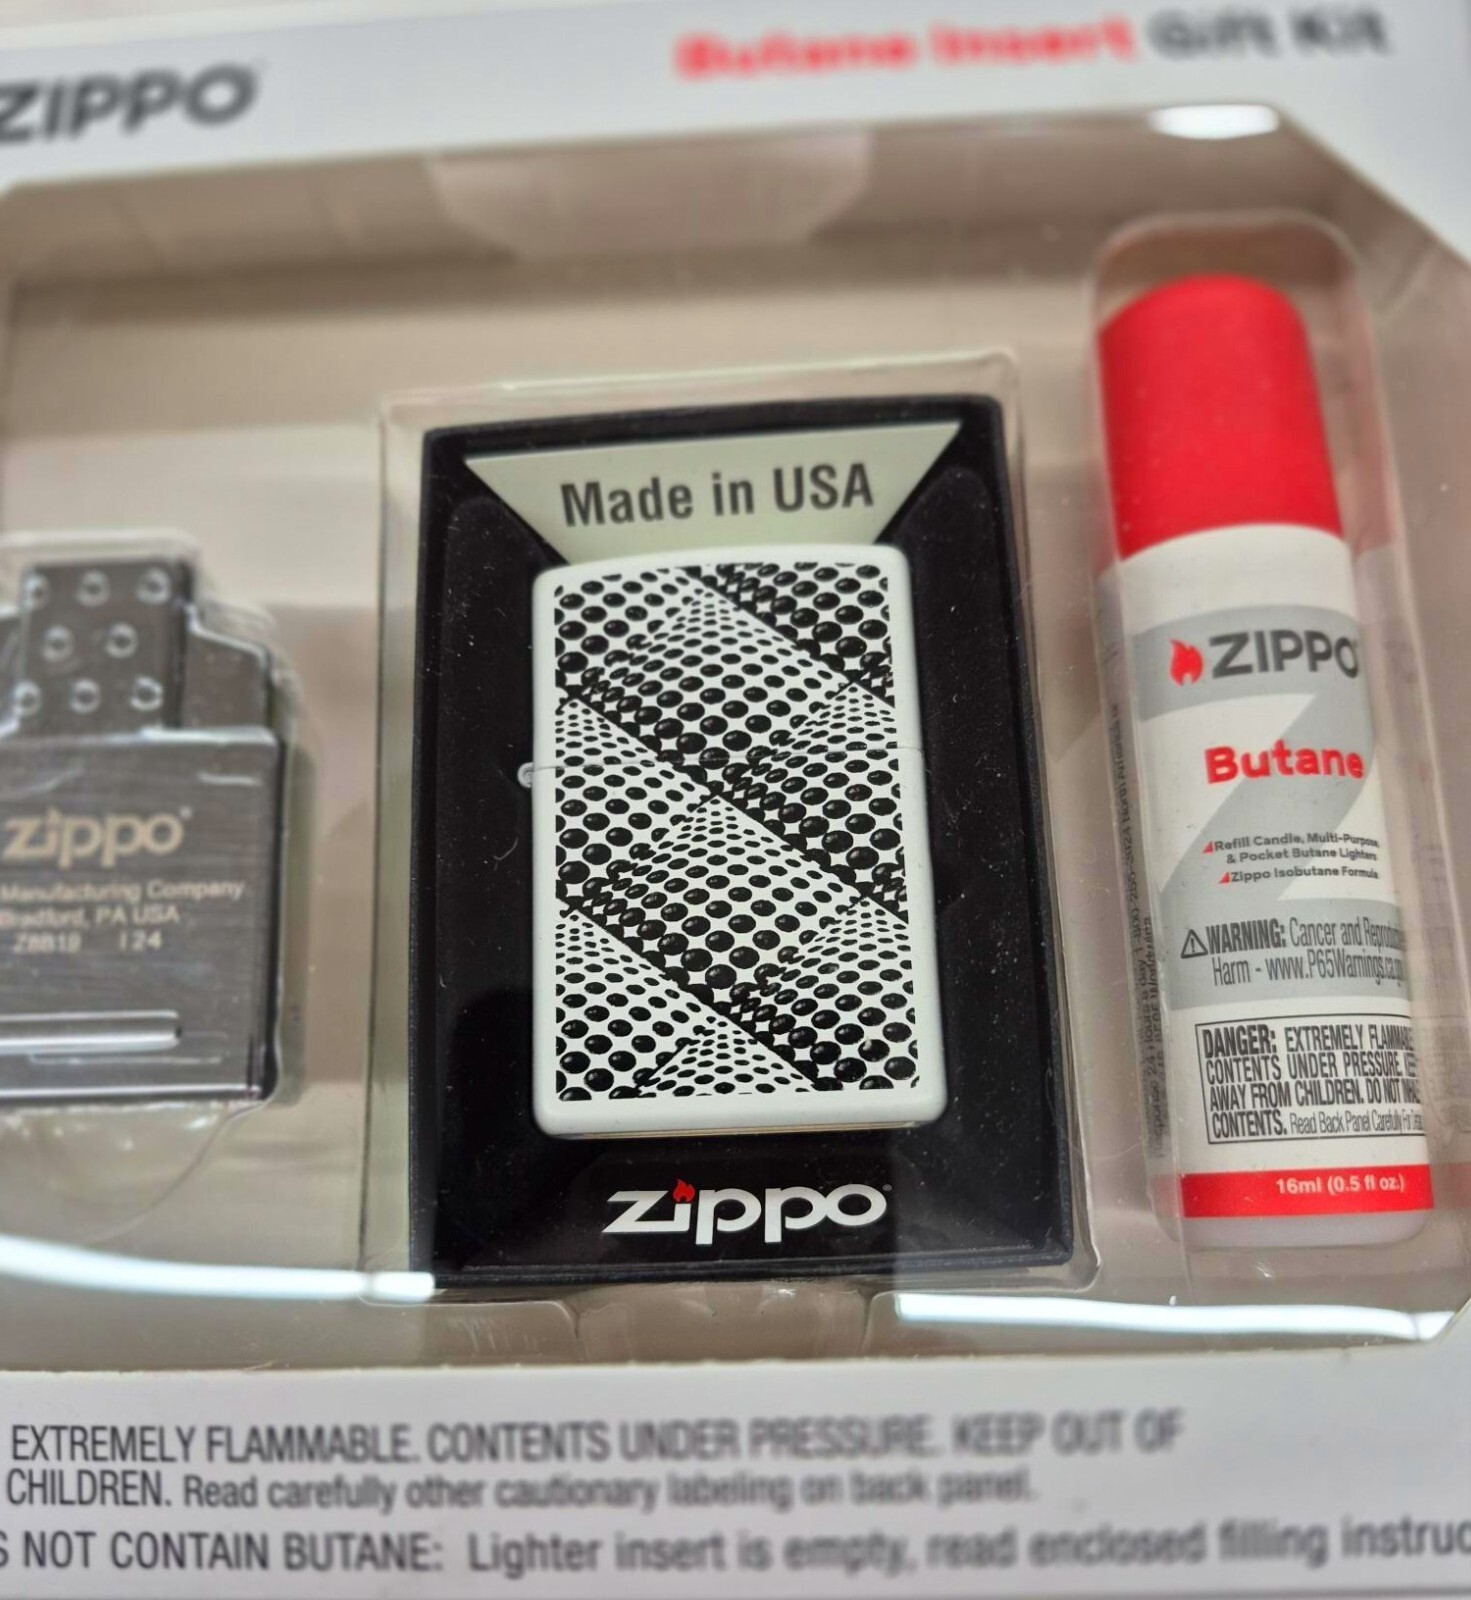 ZIPPO
Butane Insert Gift Kit
Made in USA
zippo
Manufacturing Company
Bradford, PA USA
I 24
zippo
ZIPPO
Butane
Refill Candle, Multi-Purpose,
& Pocket Butane Lighters
Zippo Isobutane Formula
WARNING: Cancer and
Harm - www.P65Warnings.ca.gov
DANGER: EXTREMELY FLAMMABLE
CONTENTS UNDER PRESSURE.
AWAY FROM CHILDREN. DO NOT
CONTENTS. Read Back Panel Carefully
16ml (0.5 fl oz.)
EXTREMELY FLAMMABLE. CONTENTS UNDER PRESSURE. KEEP OUT OF
CHILDREN. Read carefully other cautionary labeling on back panel.
S NOT CONTAIN BUTANE: Lighter insert is empty, read enclosed filling instruc